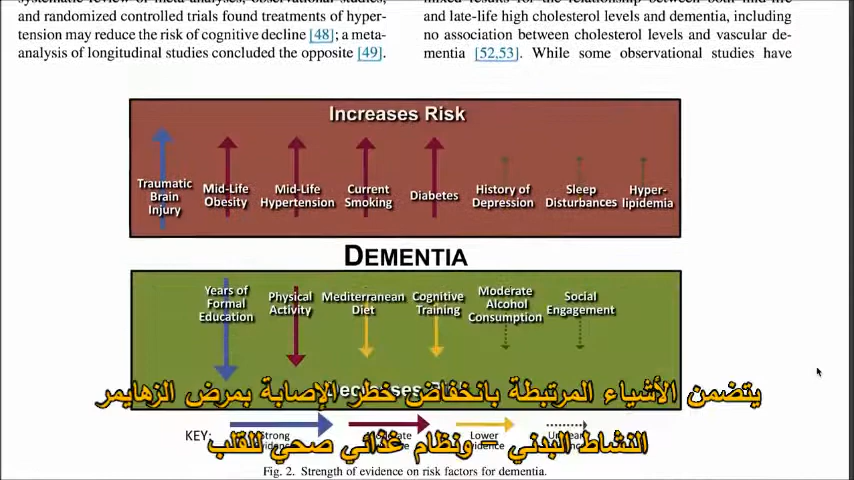 and randomized controlled trials found treatments of hyper-
tension may reduce the risk of cognitive decline [48]; a meta-
analysis of longitudinal studies concluded the opposite [49].
and late-life high cholesterol levels and dementia, including
no association between cholesterol levels and vascular de-
mentia [52,53]. While some observational studies have
Increases Risk
Traumatic Brain Injury
Mid-Life Obesity
Mid-Life Hypertension
Current Smoking
Diabetes
History of Depression
Sleep Disturbances
Hyper-lipidemia
DEMENTIA
Years of Formal Education
Physical Activity
Mediterranean Diet
Cognitive Training
Moderate Alcohol Consumption
Social Engagement
يتضمن الأشياء المرتبطة بانخفاض خطر الإصابة بمرض الزهايمر
KEY:
Strong
Lower
النشاط البدني - ونظام غذائي صحي للقلب
Fig. 2. Strength of evidence on risk factors for dementia.